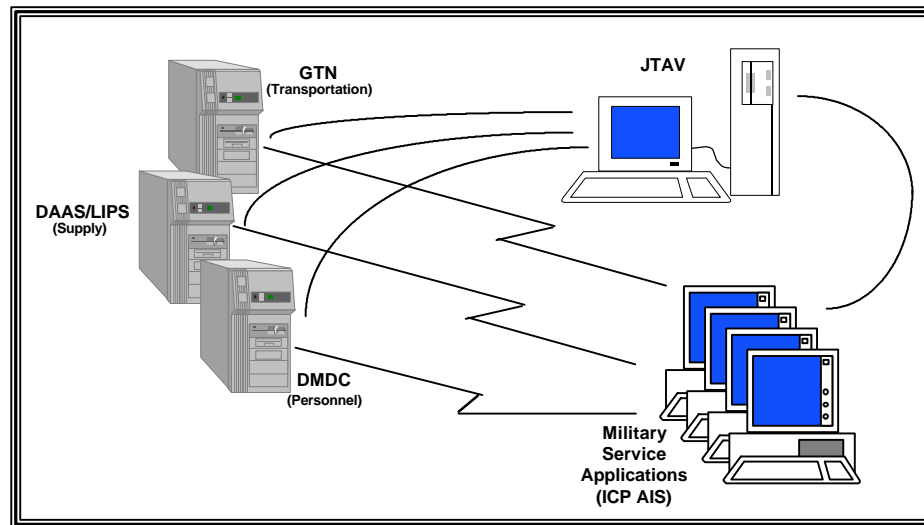 GTN
(Transportation)
JTAV
DAAS/LIPS
(Supply)
DMDC
(Personnel)
Military
Service
Applications
(ICP AIS)